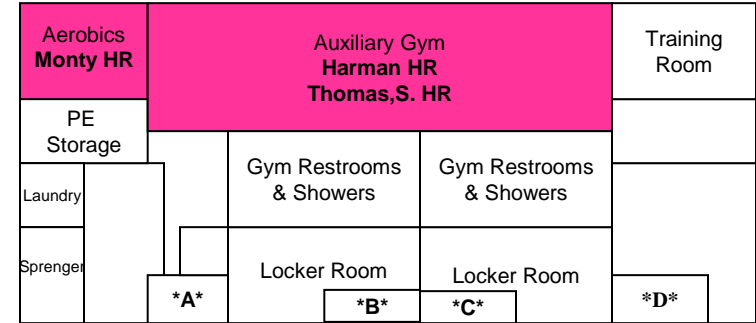 Aerobics
Monty HR
Auxiliary Gym
Harman HR
Thomas,S. HR
Training
Room
PE
Storage
Gym Restrooms
& Showers
Gym Restrooms
& Showers
Laundry
Sprenger
Locker Room
Locker Room
*A*
*B*
*C*
*D*